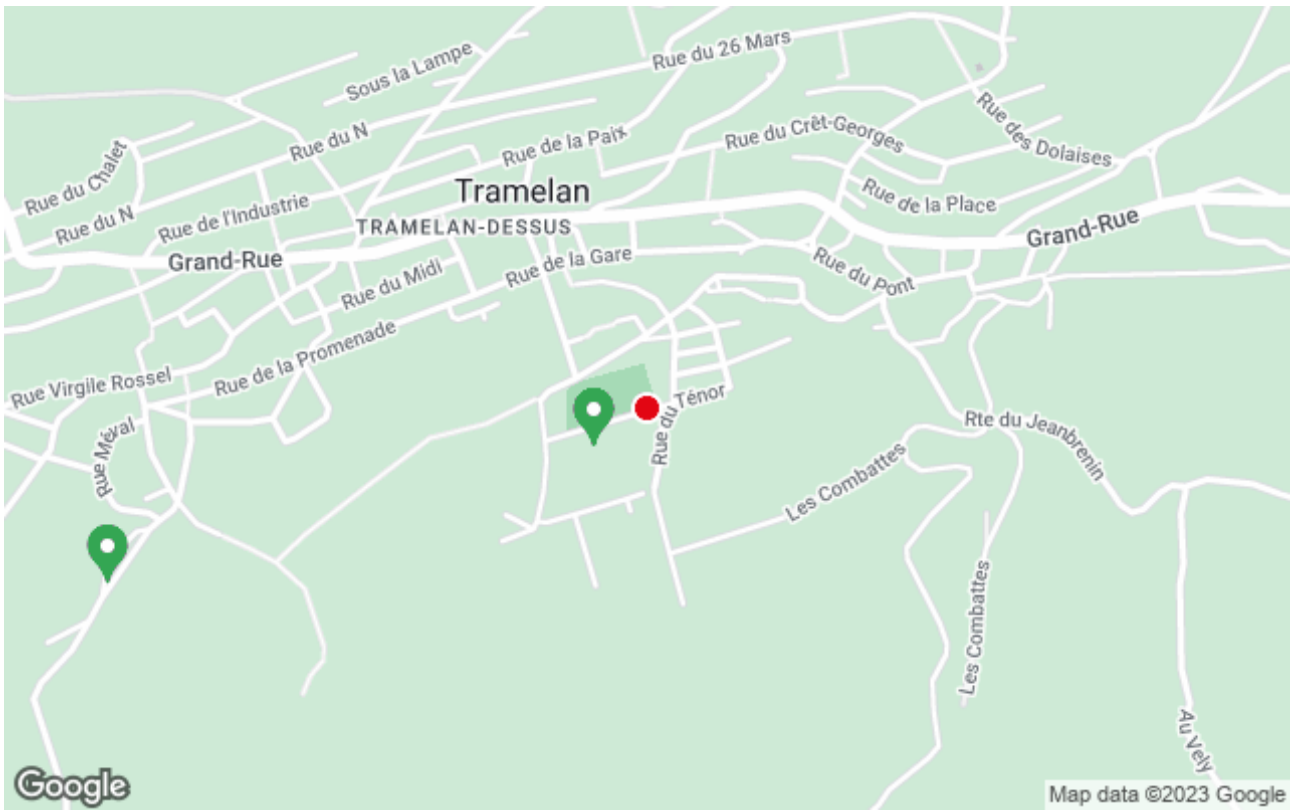 Sous la Lampe
Rue du 26 Mars
Rue du N
Rue de la Paix
Rue du Crêt-Georges
Rue des Dolaises
Rue du Chalet
Rue du N
Rue de l'Industrie
Tramelan
TRAMELAN-DESSUS
Rue de la Place
Grand-Rue
Grand-Rue
Rue du Midi
Rue de la Gare
Rue du Pont
Rue de la Promenade
Rue Virgile Rossel
Rue Méval
Rue du Ténor
Rte du Jeanbrenin
Les Combattes
Les Combattes
Au Vely
Google
Map data ©2023 Google